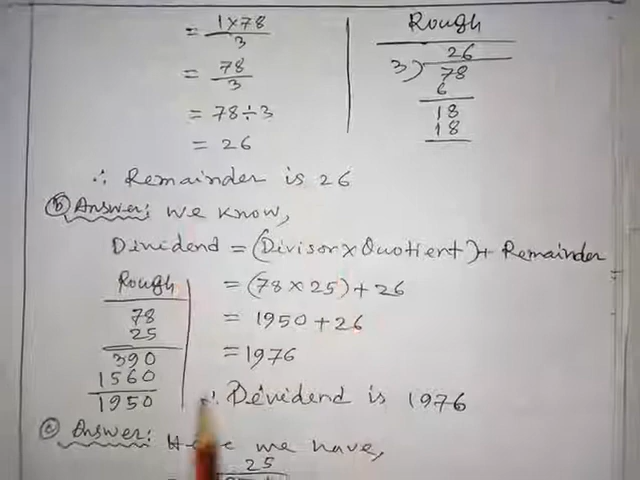 = 1×78/3
= 78/3
= 78÷3
= 26
Rough
26
3) 78
6
18
18
∴ Remainder is 26
(b) Answer: We know,
Dividend = (Divisor × Quotient) + Remainder
= (78 × 25) + 26
= 1950 + 26
= 1976
∴ Dividend is 1976
Rough
78
25
390
1560
1950
Answer: we have,
25